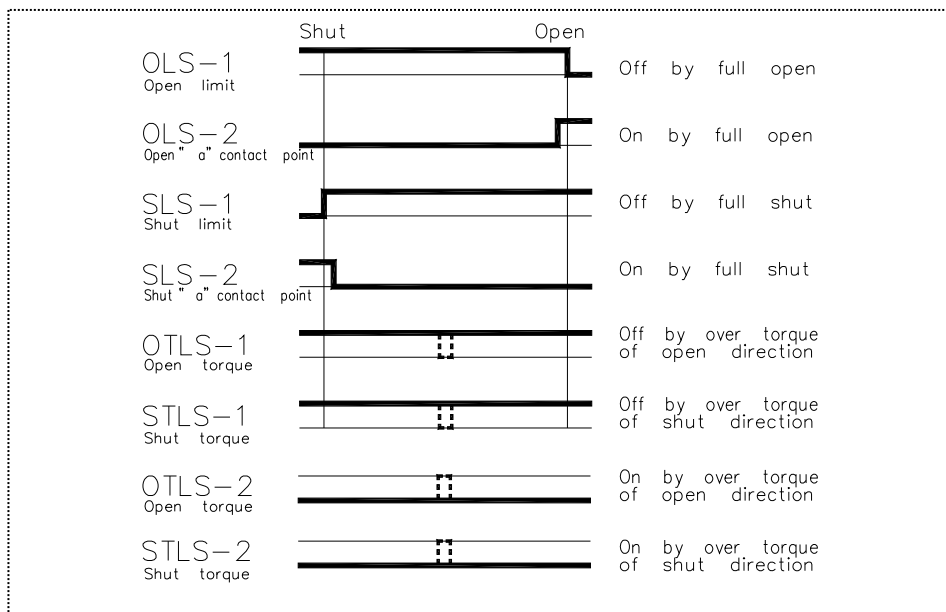 Shut Open
OLS-1
Open limit
Off by full open
OLS-2
Open " a" contact point
On by full open
SLS-1
Shut limit
Off by full shut
SLS-2
Shut " a" contact point
On by full shut
OTLS-1
Open torque
Off by over torque
of open direction
STLS-1
Shut torque
Off by over torque
of shut direction
OTLS-2
Open torque
On by over torque
of open direction
STLS-2
Shut torque
On by over torque
of shut direction